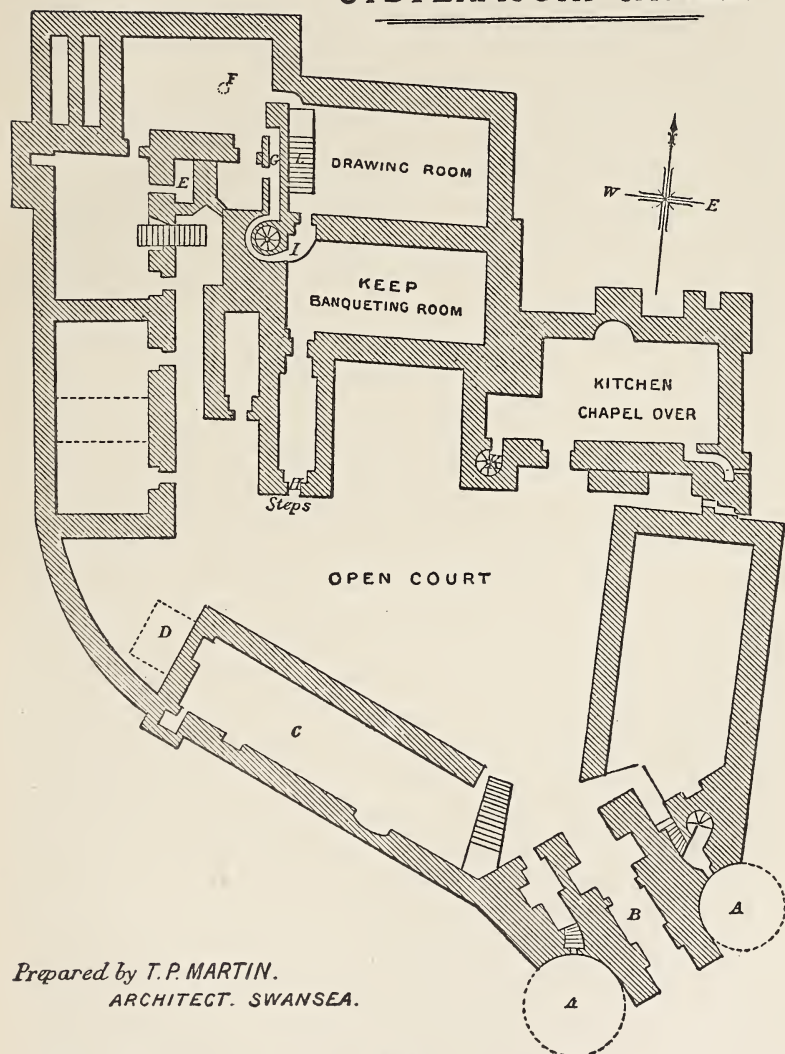 F
DRAWING ROOM
G
L
E
W E
I
KEEP
BANQUETING ROOM
KITCHEN
CHAPEL OVER
K
H
Steps
OPEN COURT
D
C
B
A
A
Prepared by T.P. MARTIN.
ARCHITECT. SWANSEA.